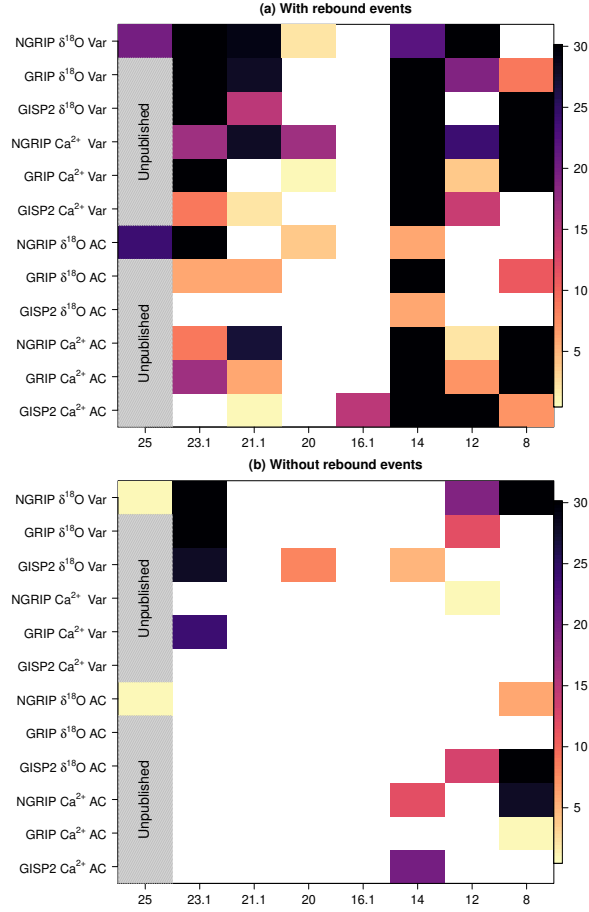 (a) With rebound events
NGRIP δ¹⁸O Var
GRIP δ¹⁸O Var
GISP2 δ¹⁸O Var
NGRIP Ca²⁺ Var
GRIP Ca²⁺ Var
GISP2 Ca²⁺ Var
NGRIP δ¹⁸O AC
GRIP δ¹⁸O AC
GISP2 δ¹⁸O AC
NGRIP Ca²⁺ AC
GRIP Ca²⁺ AC
GISP2 Ca²⁺ AC
Unpublished
Unpublished
30
25
20
15
10
5
25 23.1 21.1 20 16.1 14 12 8
(b) Without rebound events
NGRIP δ¹⁸O Var
GRIP δ¹⁸O Var
GISP2 δ¹⁸O Var
NGRIP Ca²⁺ Var
GRIP Ca²⁺ Var
GISP2 Ca²⁺ Var
NGRIP δ¹⁸O AC
GRIP δ¹⁸O AC
GISP2 δ¹⁸O AC
NGRIP Ca²⁺ AC
GRIP Ca²⁺ AC
GISP2 Ca²⁺ AC
Unpublished
Unpublished
30
25
20
15
10
5
25 23.1 21.1 20 16.1 14 12 8